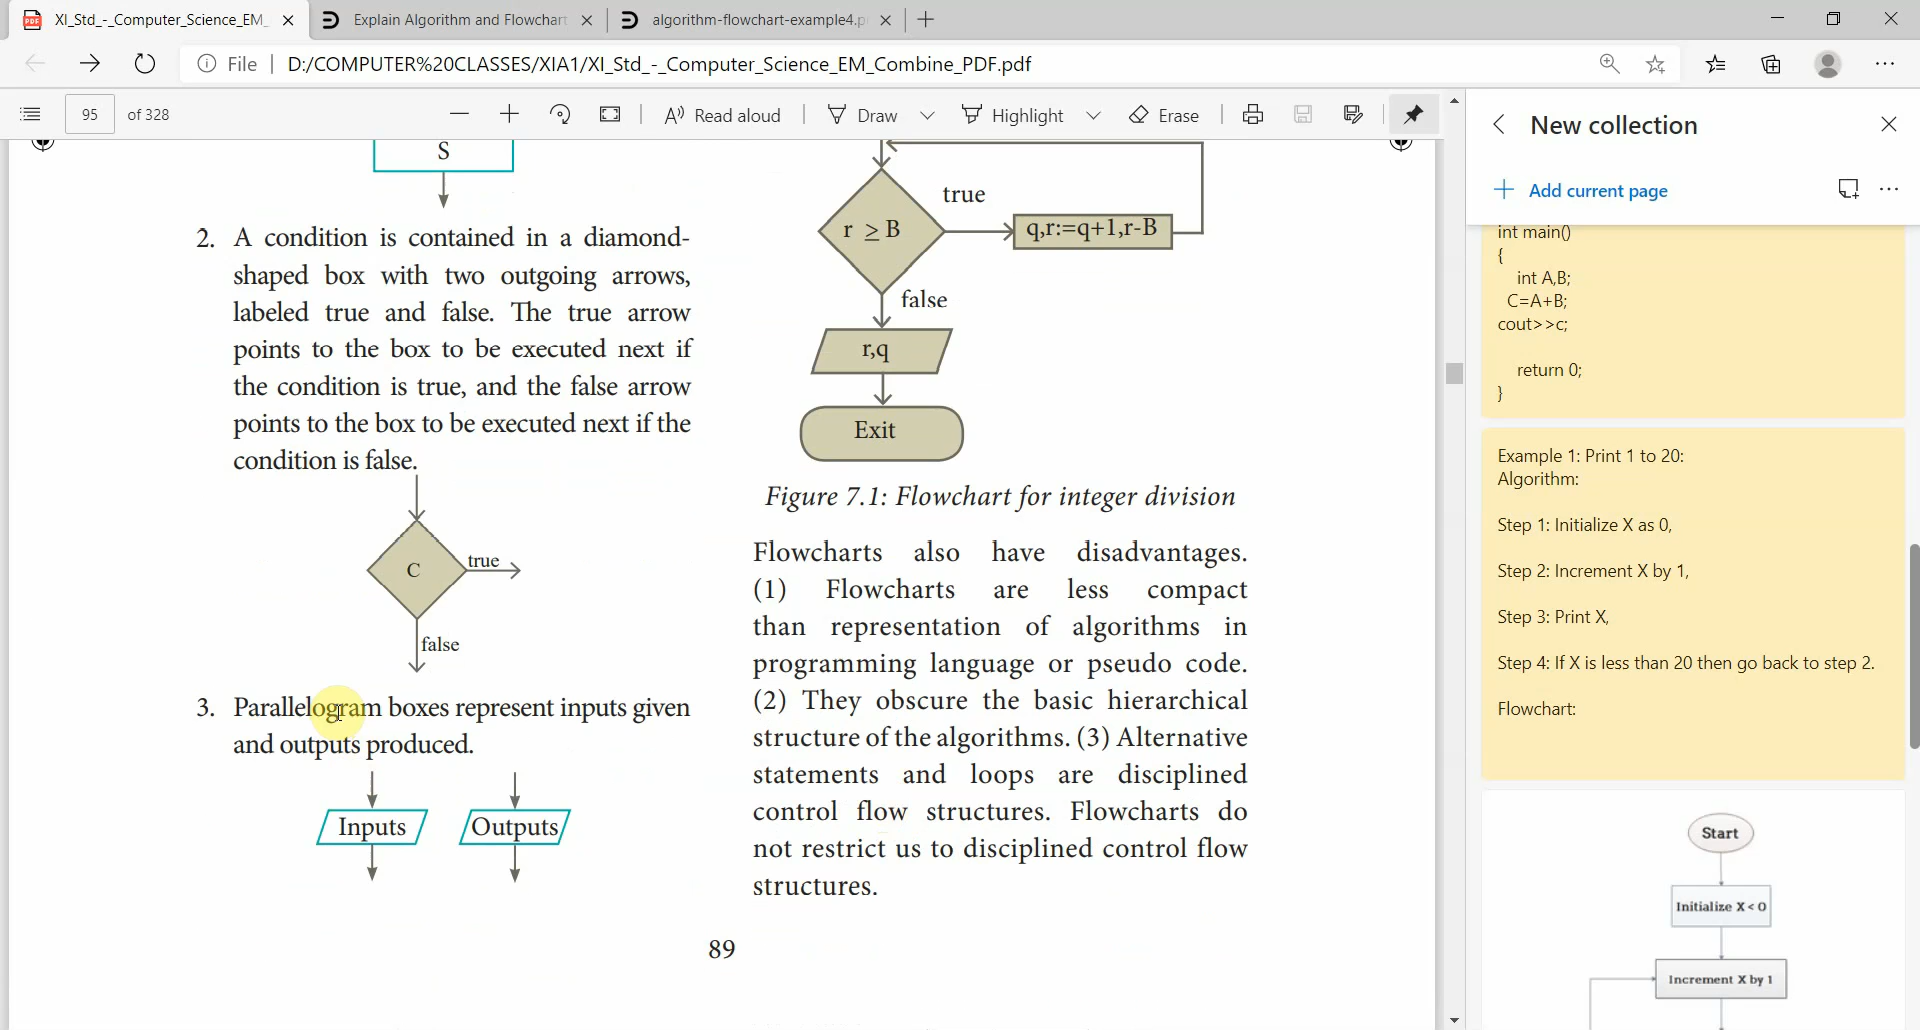 XI_Std_-_Computer_Science_EM_
Explain Algorithm and Flowchart
algorithm-flowchart-example4.p
File
D:/COMPUTER%20CLASSES/XIA1/XI_Std_-_Computer_Science_EM_Combine_PDF.pdf
95 of 328
Read aloud
Draw
Highlight
Erase
S
2. A condition is contained in a diamond-
shaped box with two outgoing arrows,
labeled true and false. The true arrow
points to the box to be executed next if
the condition is true, and the false arrow
points to the box to be executed next if the
condition is false.
C
true
false
3. Parallelogram boxes represent inputs given
and outputs produced.
Inputs
Outputs
r ≥ B
true
q,r:=q+1,r-B
false
r,q
Exit
Figure 7.1: Flowchart for integer division
Flowcharts also have disadvantages.
(1) Flowcharts are less compact
than representation of algorithms in
programming language or pseudo code.
(2) They obscure the basic hierarchical
structure of the algorithms. (3) Alternative
statements and loops are disciplined
control flow structures. Flowcharts do
not restrict us to disciplined control flow
structures.
89
New collection
Add current page
int main()
{
int A,B;
C=A+B;
cout>>c;
return 0;
}
Example 1: Print 1 to 20:
Algorithm:
Step 1: Initialize X as 0,
Step 2: Increment X by 1,
Step 3: Print X,
Step 4: If X is less than 20 then go back to step 2.
Flowchart:
Start
Initialize X < 0
Increment X by 1